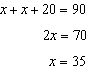 x + x + 20 = 90
2x = 70
x = 35